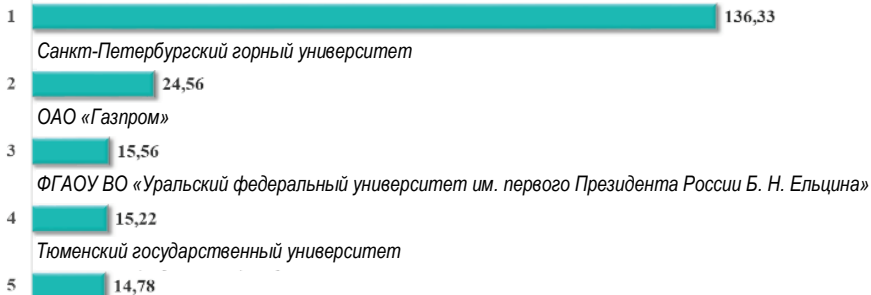 1 136,33
Санкт-Петербургский горный университет
2 24,56
ОАО «Газпром»
3 15,56
ФГАОУ ВО «Уральский федеральный университет им. первого Президента России Б. Н. Ельцина»
4 15,22
Тюменский государственный университет
5 14,78